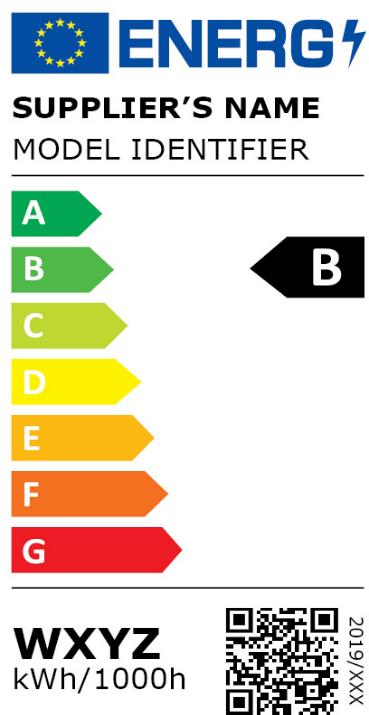 ENERG
SUPPLIER’S NAME
MODEL IDENTIFIER
A
B
B
C
D
E
F
G
WXYZ
kWh/1000h
2019/XXX